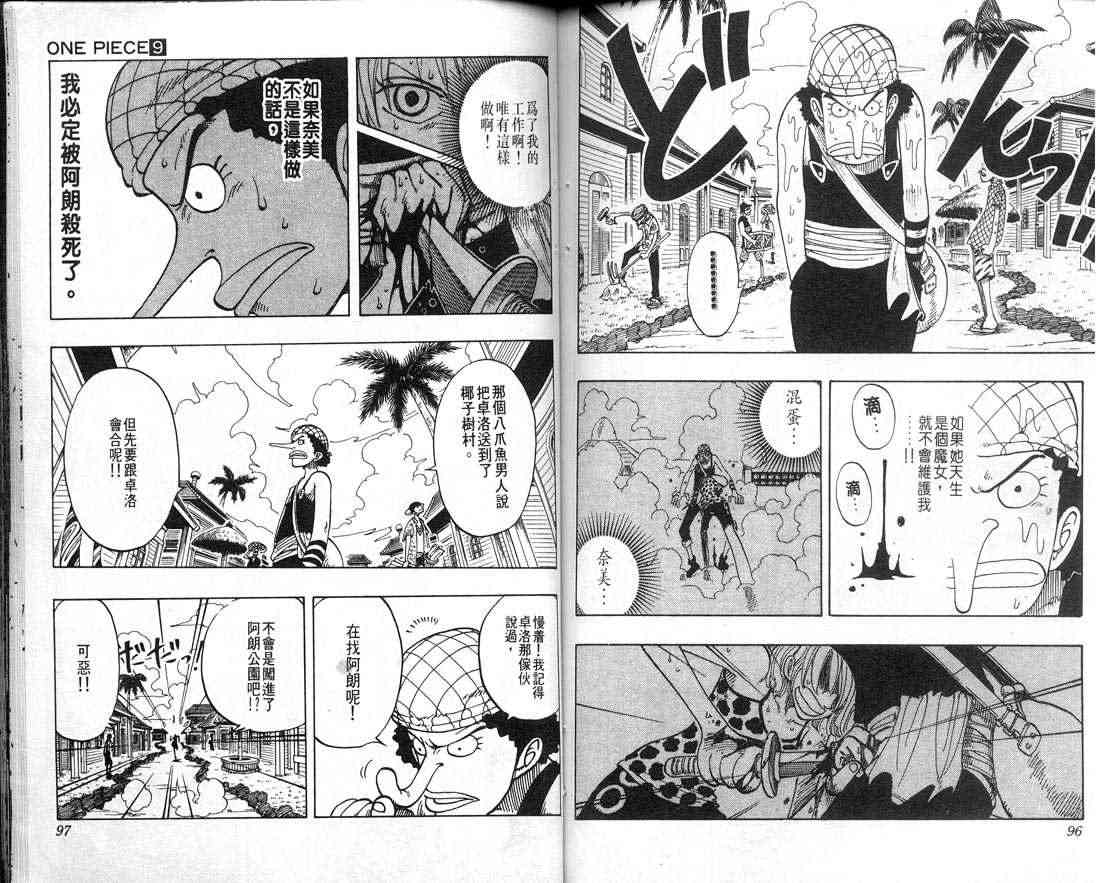 どんっ!!!
………………
如果她天生
是個魔女，
就不會維護我
……!!
滴…
滴…
混蛋…
奈美…
96
ONE PIECE 9
爲了我的
工作啊！
唯有這樣
做啊！
如果奈美
不是這樣做
的話，
我必定被阿朗殺死了。
那個八爪魚男人說
把卓洛送到了
椰子樹村。
但先要跟卓洛
會合呢!!
慢着！我記得
卓洛那傢伙
說過，
在找阿朗呢！
不會是闖進了
阿朗公園吧!?
だだっ
可惡!!
97